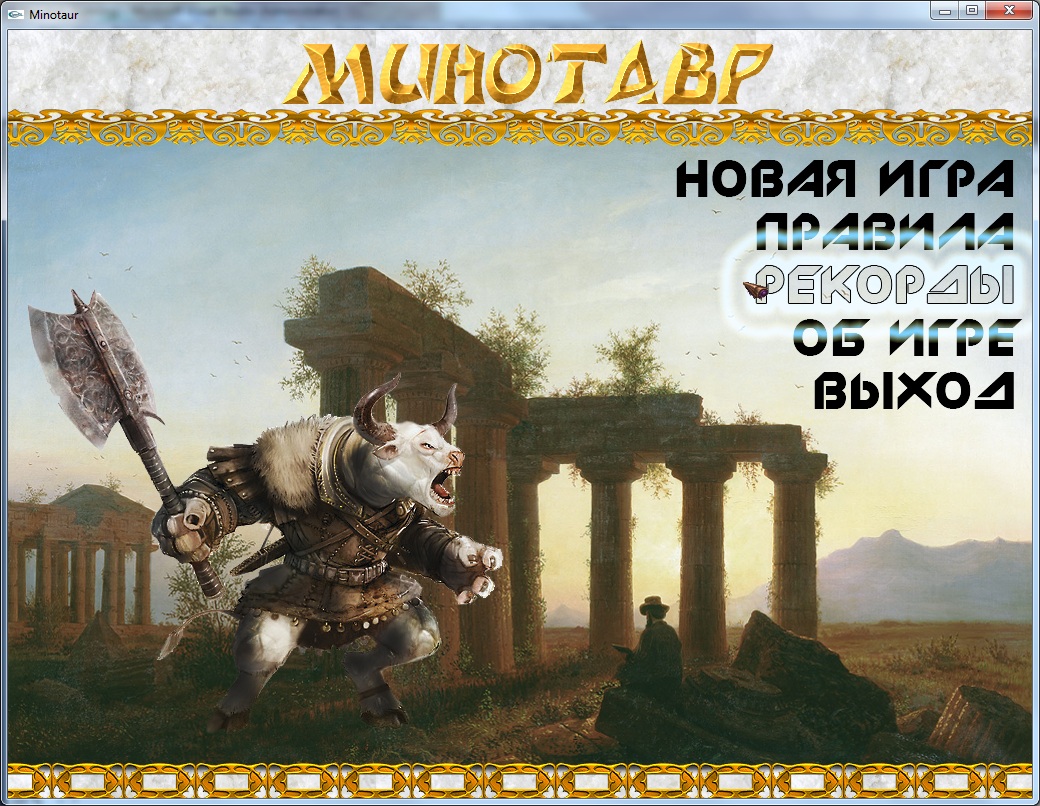 Minotaur
МИНОТАВР
НОВАЯ ИГРА
ПРАВИЛА
РЕКОРДЫ
ОБ ИГРЕ
ВЫХОД